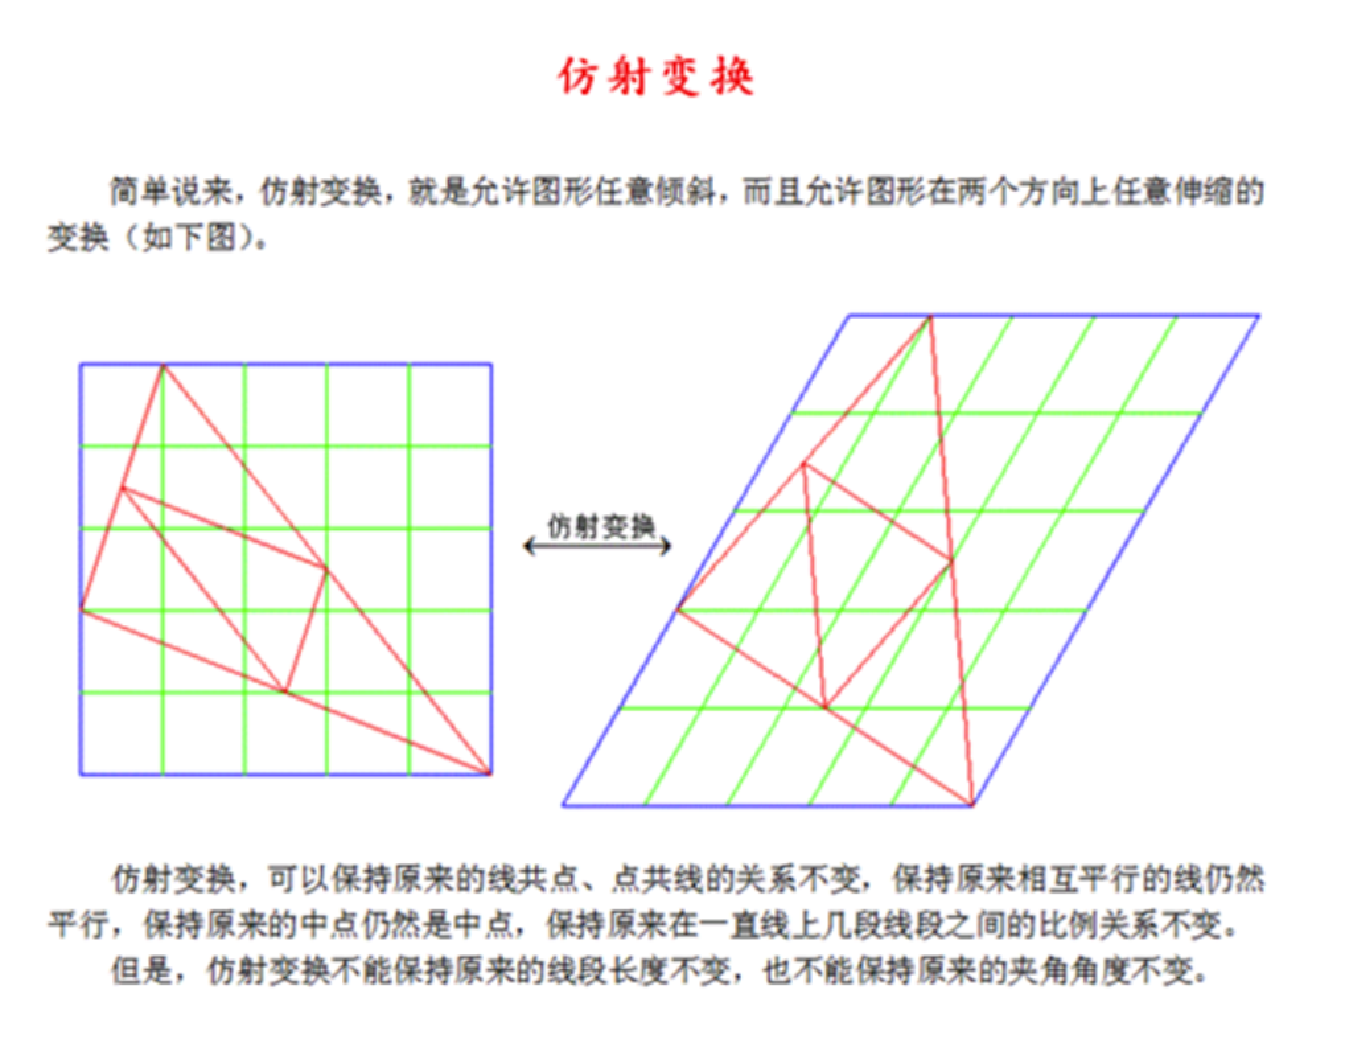 仿射变换
简单说来，仿射变换，就是允许图形任意倾斜，而且允许图形在两个方向上任意伸缩的
变换（如下图）。
仿射变换
仿射变换，可以保持原来的线共点、点共线的关系不变，保持原来相互平行的线仍然
平行，保持原来的中点仍然是中点，保持原来在一直线上几段线段之间的比例关系不变。
但是，仿射变换不能保持原来的线段长度不变，也不能保持原来的夹角角度不变。